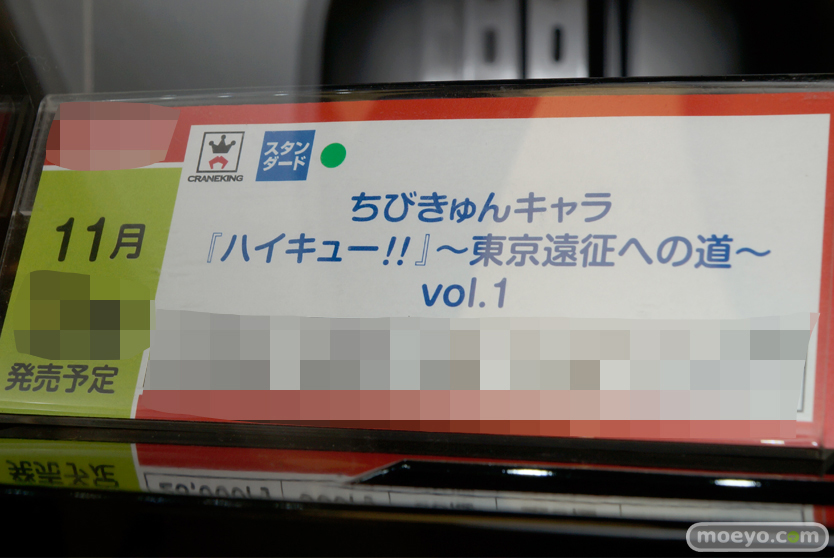 CRANEKING
スタン
ダード
11月
発売予定
ちびきゅんキャラ
『ハイキュー!!』～東京遠征への道～
vol.1
moeyo.com